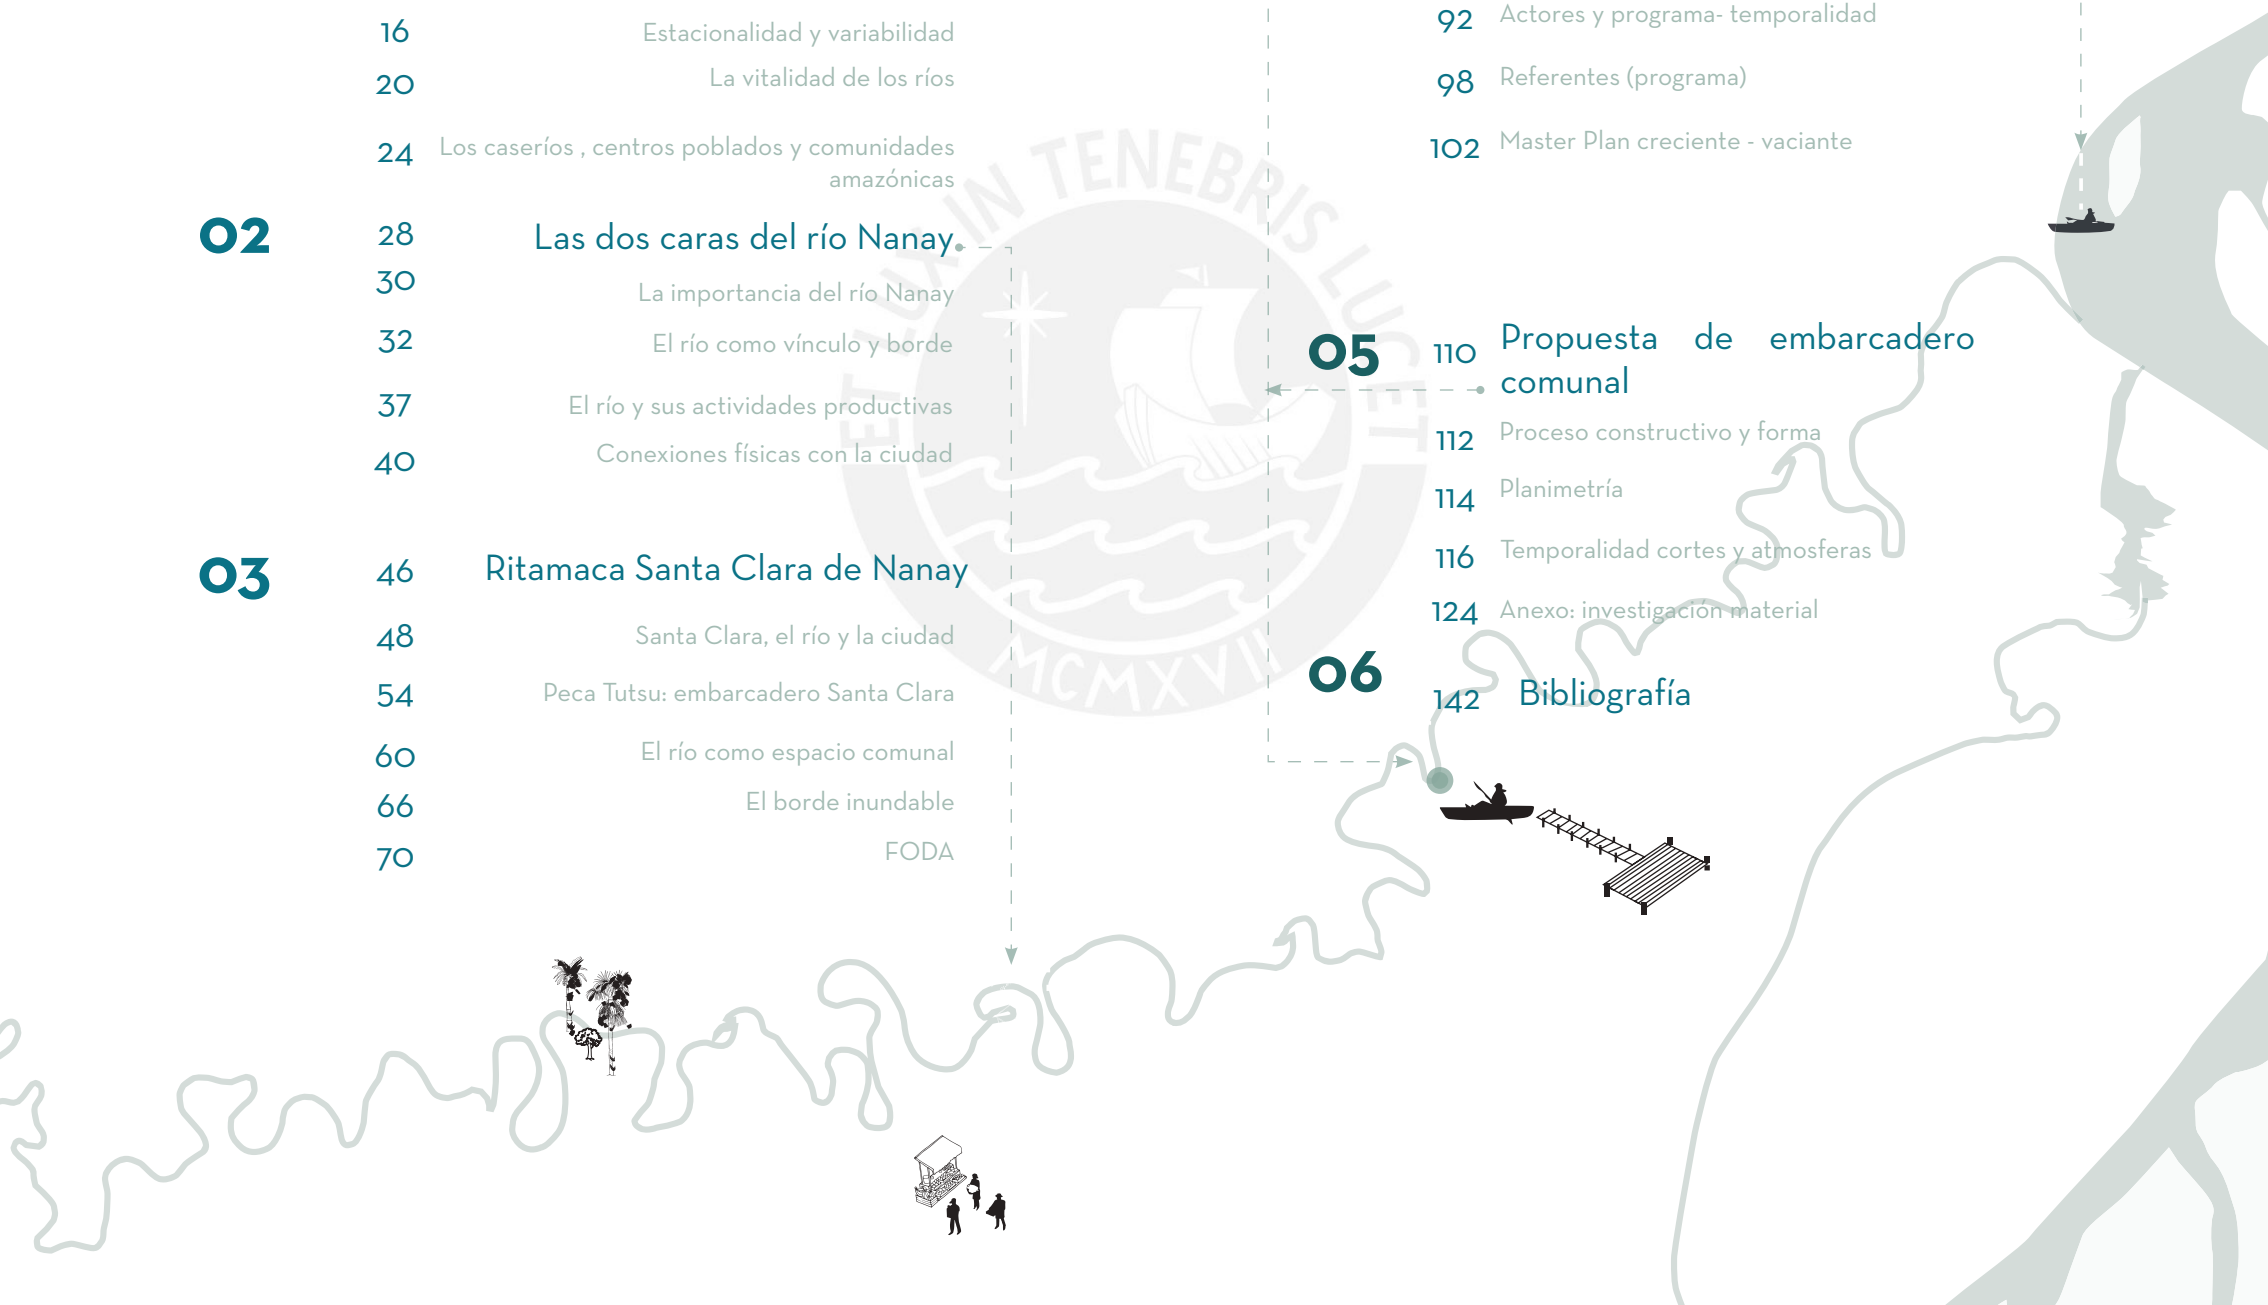 16 Estacionalidad y variabilidad
20 La vitalidad de los ríos
24 Los caseríos , centros poblados y comunidades
amazónicas
02 28 Las dos caras del río Nanay
30 La importancia del río Nanay
32 El río como vínculo y borde
37 El río y sus actividades productivas
40 Conexiones físicas con la ciudad
03 46 Ritamaca Santa Clara de Nanay
48 Santa Clara, el río y la ciudad
54 Peca Tutsu: embarcadero Santa Clara
60 El río como espacio comunal
66 El borde inundable
70 FODA
92 Actores y programa- temporalidad
98 Referentes (programa)
102 Master Plan creciente - vaciante
05 110 Propuesta de embarcadero
comunal
112 Proceso constructivo y forma
114 Planimetría
116 Temporalidad cortes y atmosferas
124 Anexo: investigación material
06 142 Bibliografía
ET LUX IN TENEBRIS LUCET
MCMXVII